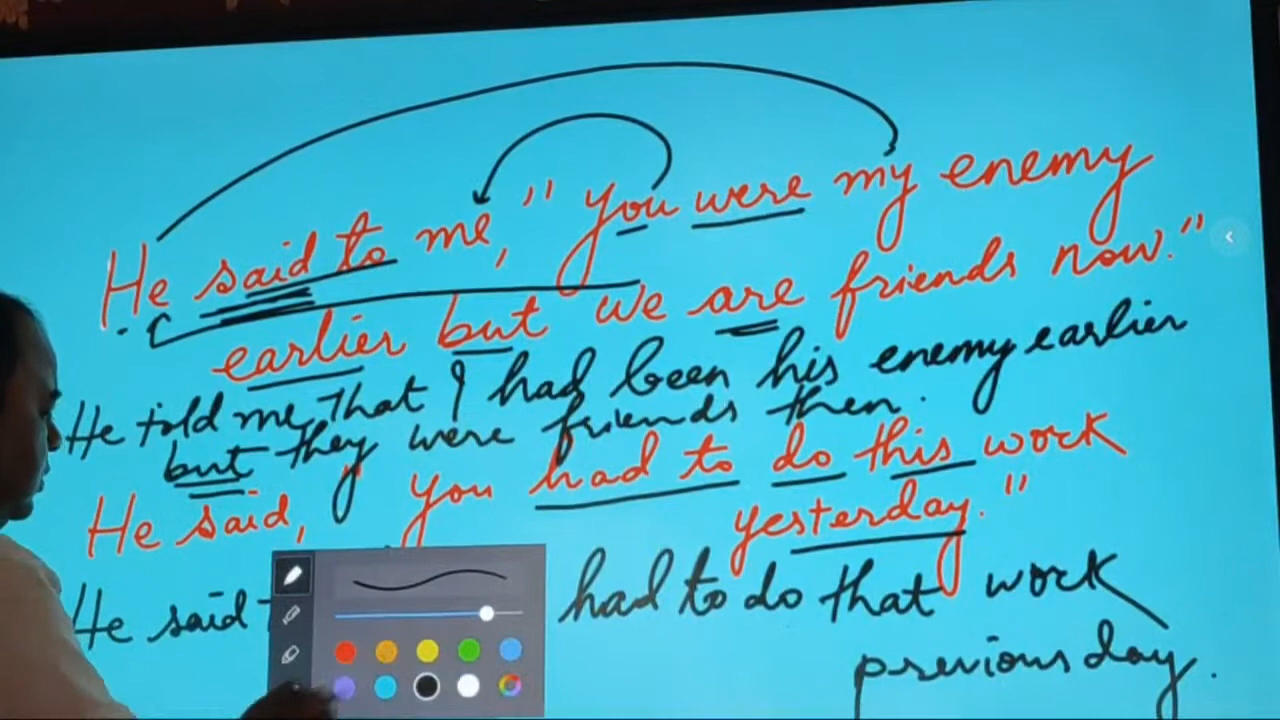 He said to me, "You were my enemy
earlier but we are friends now."
He told me that I had been his enemy earlier
but they were friends then.
He said, "You had to do this work
yesterday."
He said had to do that work
previous day.